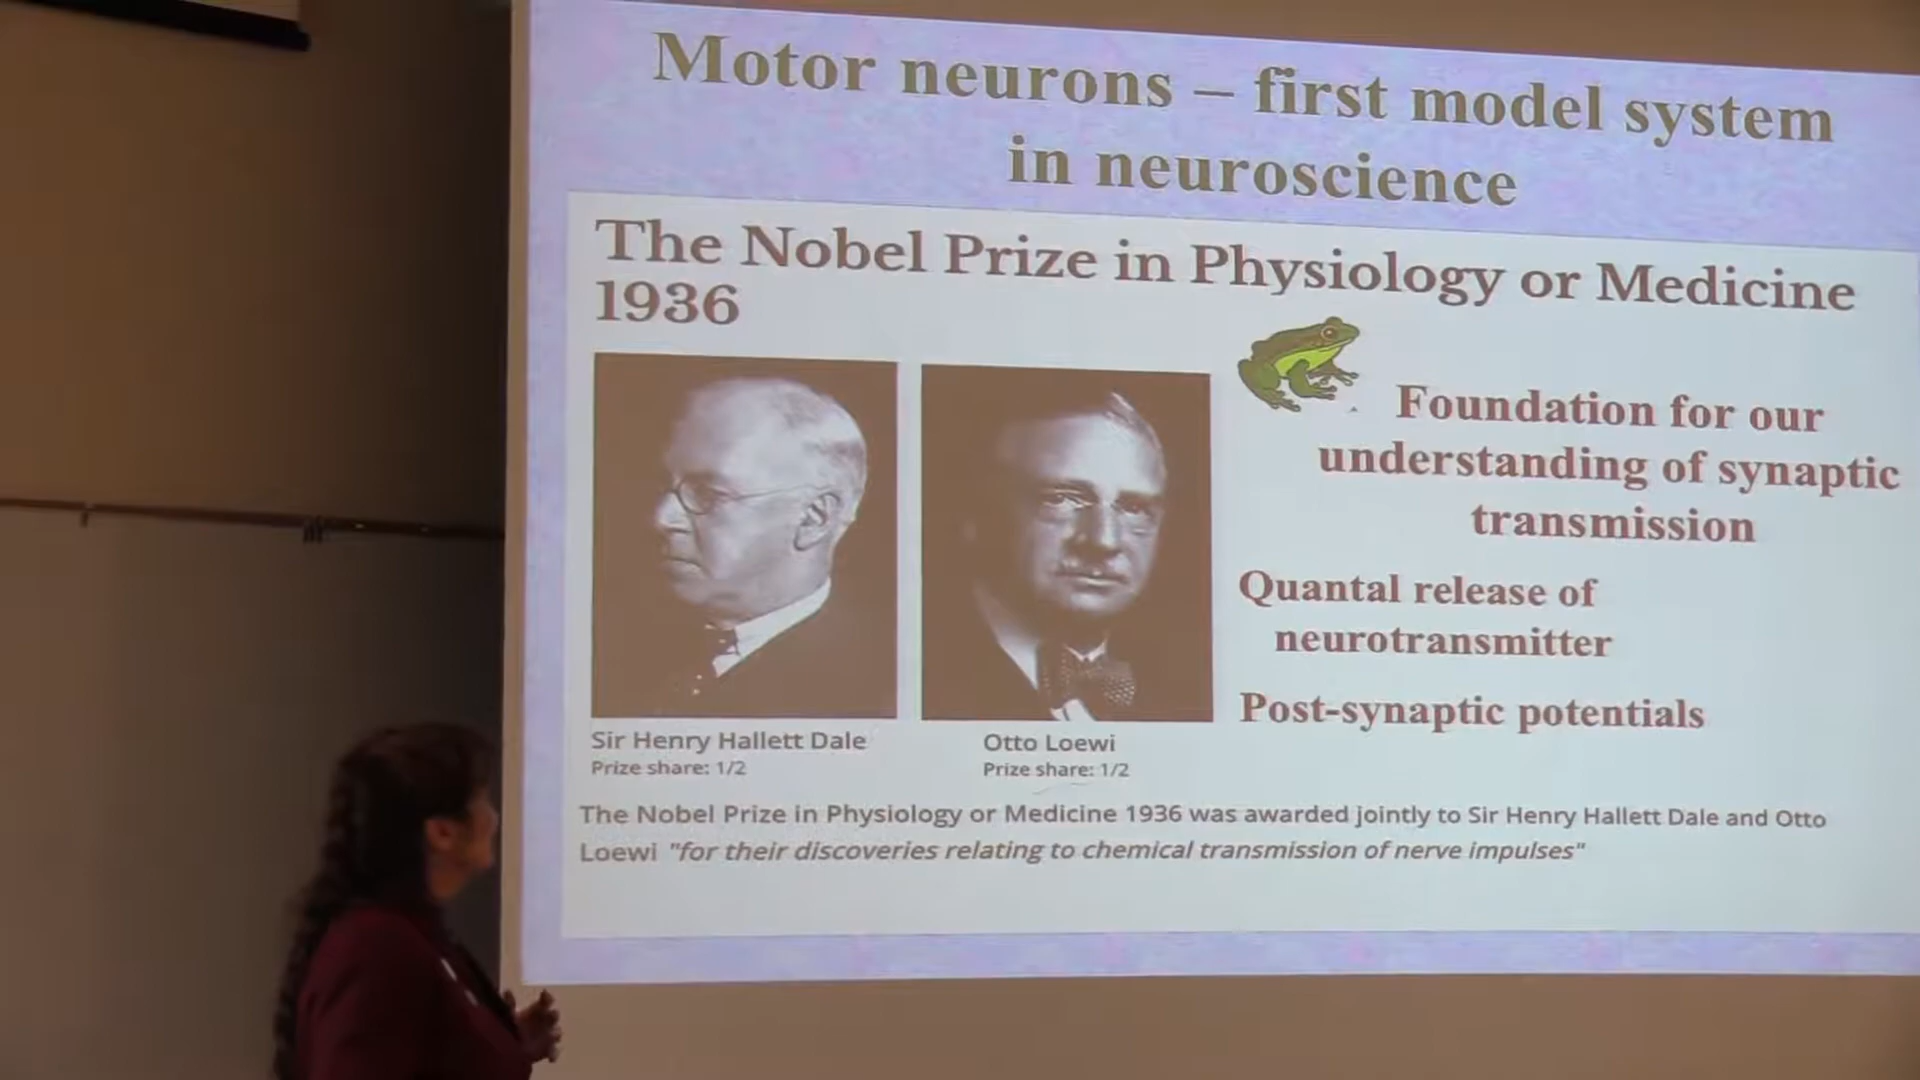 Motor neurons – first model system
in neuroscience
The Nobel Prize in Physiology or Medicine
1936
Foundation for our
understanding of synaptic
transmission
Quantal release of
neurotransmitter
Post-synaptic potentials
Sir Henry Hallett Dale
Prize share: 1/2
Otto Loewi
Prize share: 1/2
The Nobel Prize in Physiology or Medicine 1936 was awarded jointly to Sir Henry Hallett Dale and Otto
Loewi "for their discoveries relating to chemical transmission of nerve impulses"